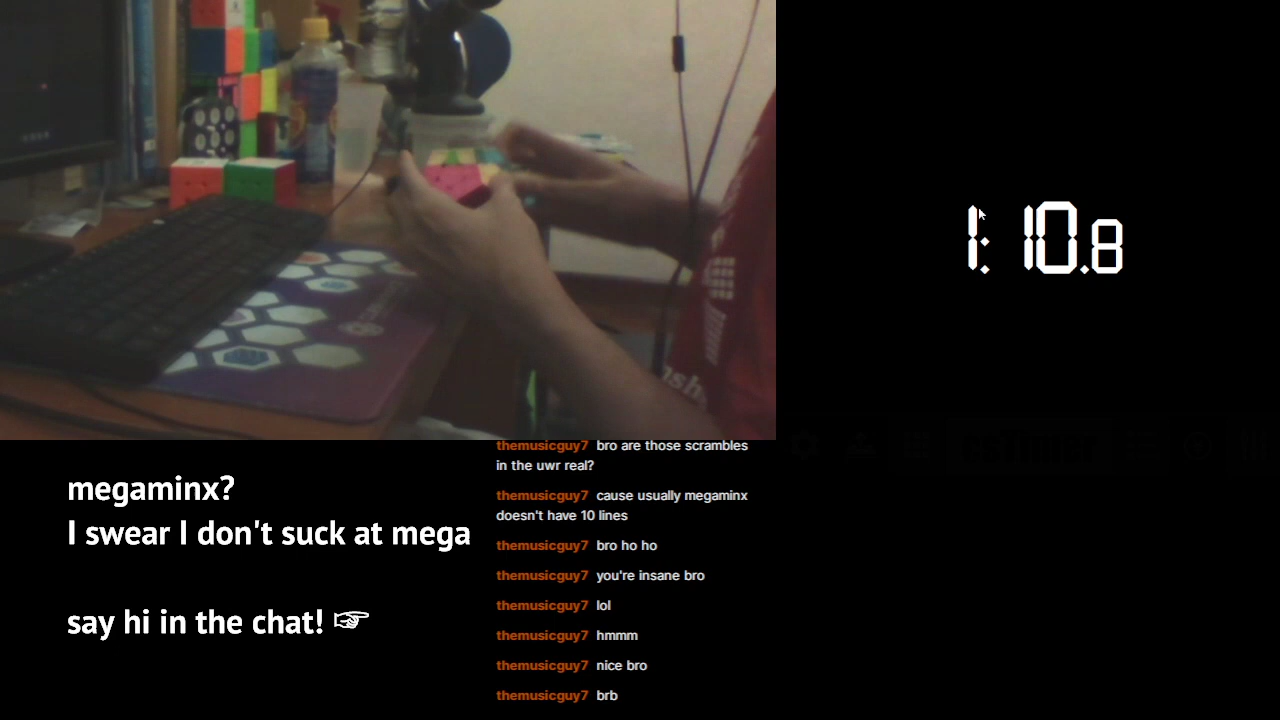 1:10.8
megaminx?
I swear I don't suck at mega
say hi in the chat! ☞
themusicguy7 bro are those scrambles
in the uwr real?
themusicguy7 cause usually megaminx
doesn't have 10 lines
themusicguy7 bro ho ho
themusicguy7 you're insane bro
themusicguy7 lol
themusicguy7 hmmm
themusicguy7 nice bro
themusicguy7 brb